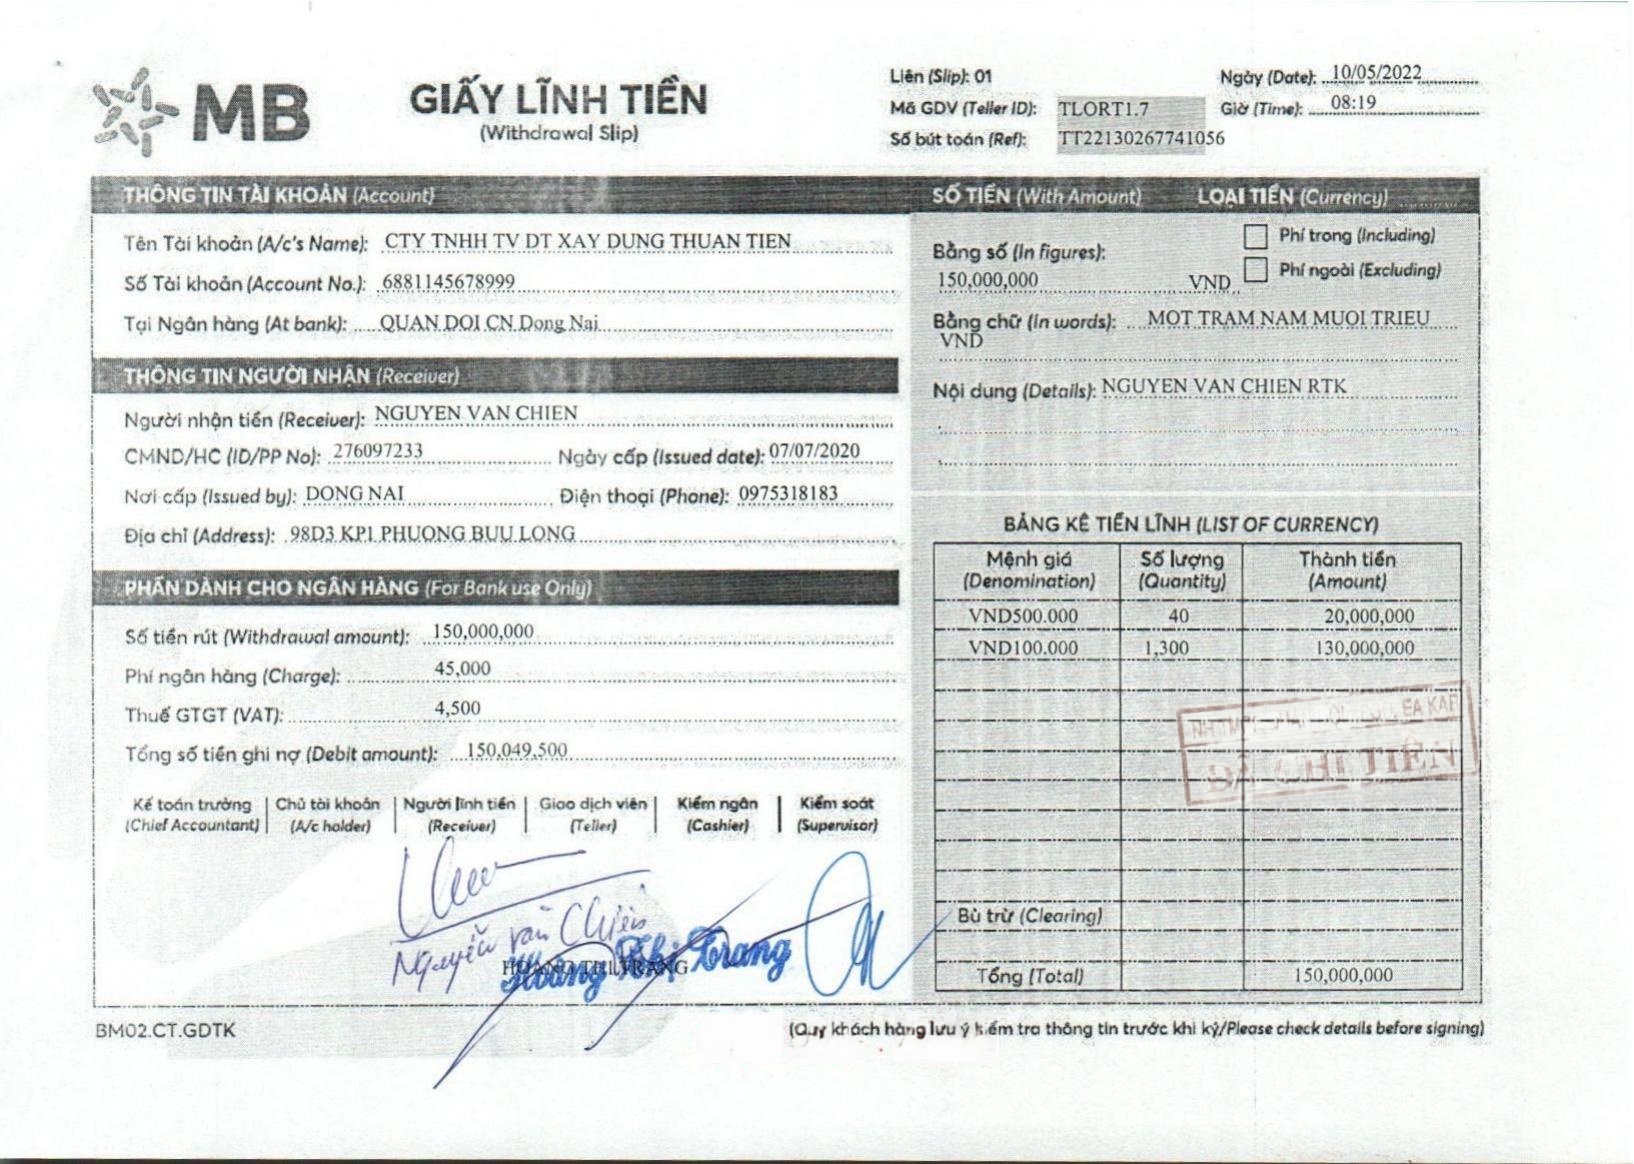 MB
GIẤY LĨNH TIỀN
(Withdrawal Slip)
Liên (Slip): 01
Mã GDV (Teller ID): TLORT1.7
Số bút toán (Ref): TT22130267741056
Ngày (Date): 10/05/2022
Giờ (Time): 08:19
THÔNG TIN TÀI KHOẢN (Account)
Tên Tài khoản (A/c's Name): CTY TNHH TV DT XAY DUNG THUAN TIEN
Số Tài khoản (Account No.): 6881145678999
Tại Ngân hàng (At bank): QUAN DOI CN Dong Nai
THÔNG TIN NGƯỜI NHẬN (Receiver)
Người nhận tiền (Receiver): NGUYEN VAN CHIEN
CMND/HC (ID/PP No): 276097233 Ngày cấp (Issued date): 07/07/2020
Nơi cấp (Issued by): DONG NAI Điện thoại (Phone): 0975318183
Địa chỉ (Address): 98D3 KP1 PHUONG BUU LONG
PHẦN DÀNH CHO NGÂN HÀNG (For Bank use Only)
Số tiền rút (Withdrawal amount): 150,000,000
Phí ngân hàng (Charge): 45,000
Thuế GTGT (VAT): 4,500
Tổng số tiền ghi nợ (Debit amount): 150,049,500
Kế toán trưởng Chủ tài khoản Người lĩnh tiền Giao dịch viên Kiểm ngân Kiểm soát
(Chief Accountant) (A/c holder) (Receiver) (Teller) (Cashier) (Supervisor)
Nguyễn Văn Chiến
HOANG THI TRANG
Hoàng Thị Trang
SỐ TIỀN (With Amount) LOẠI TIỀN (Currency)
Phí trong (Including)
Bằng số (In figures):
Phí ngoài (Excluding)
150,000,000 VND
Bằng chữ (In words): MOT TRAM NAM MUOI TRIEU
VND
Nội dung (Details): NGUYEN VAN CHIEN RTK
BẢNG KÊ TIỀN LĨNH (LIST OF CURRENCY)
Mệnh giá Số lượng Thành tiền
(Denomination) (Quantity) (Amount)
VND500.000 40 20,000,000
VND100.000 1,300 130,000,000
EA KAR
ĐÃ CHI TIỀN
Bù trừ (Clearing)
Tổng (Total) 150,000,000
BM02.CT.GDTK
(Quý khách hàng lưu ý kiểm tra thông tin trước khi ký/Please check details before signing)